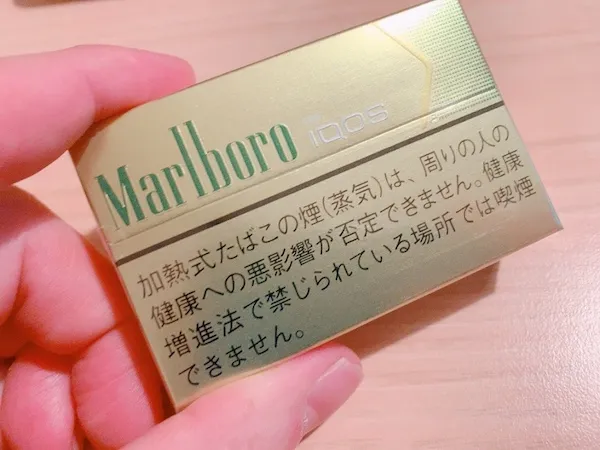 Marlboro
IQOS
加熱式たばこの煙(蒸気)は、周りの人の
健康への悪影響が否定できません。健康
増進法で禁じられている場所では喫煙
できません。